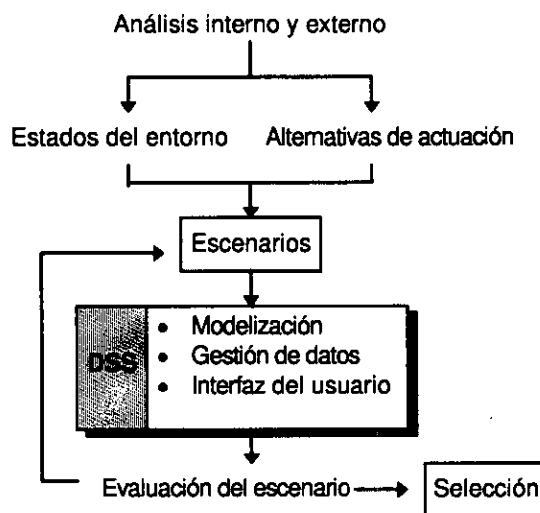 Análisis interno y externo
Estados del entorno
Alternativas de actuación
Escenarios
DSS
• Modelización
• Gestión de datos
• Interfaz del usuario
Evaluación del escenario
Selección